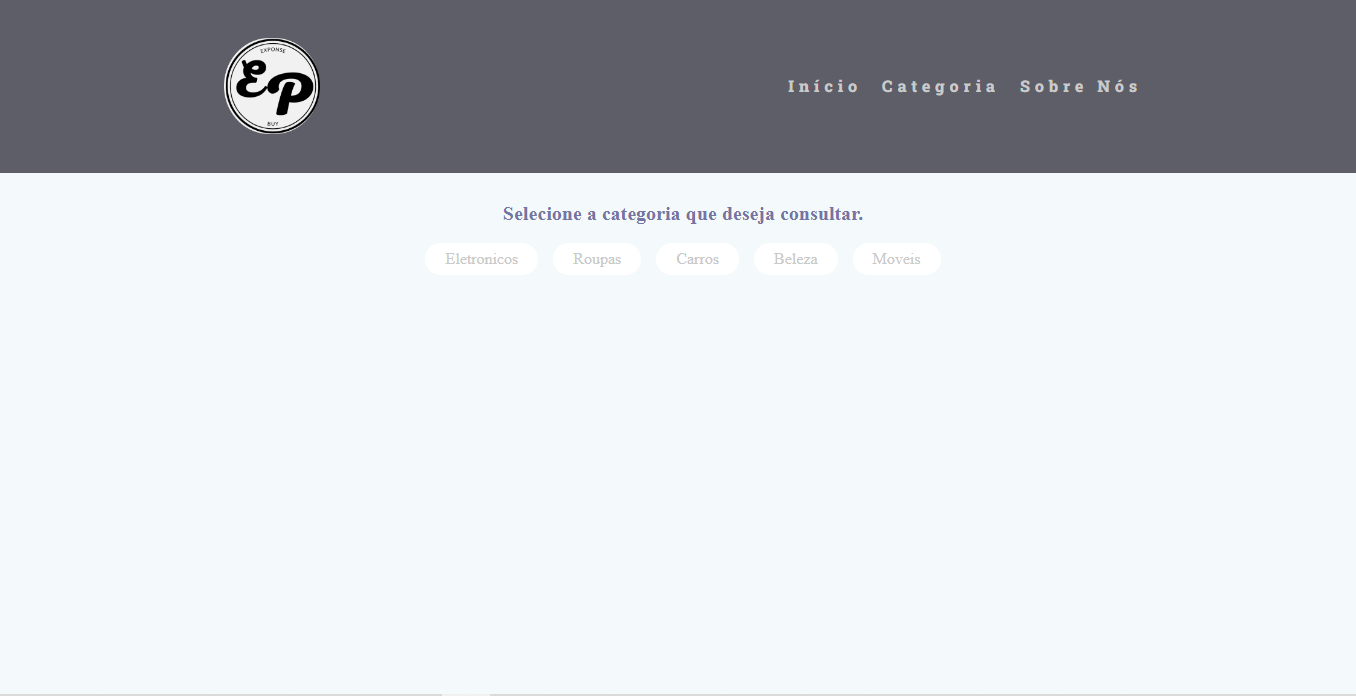 EXPONSE
EP
BUY
Início Categoria Sobre Nós
Selecione a categoria que deseja consultar.
Eletronicos Roupas Carros Beleza Moveis